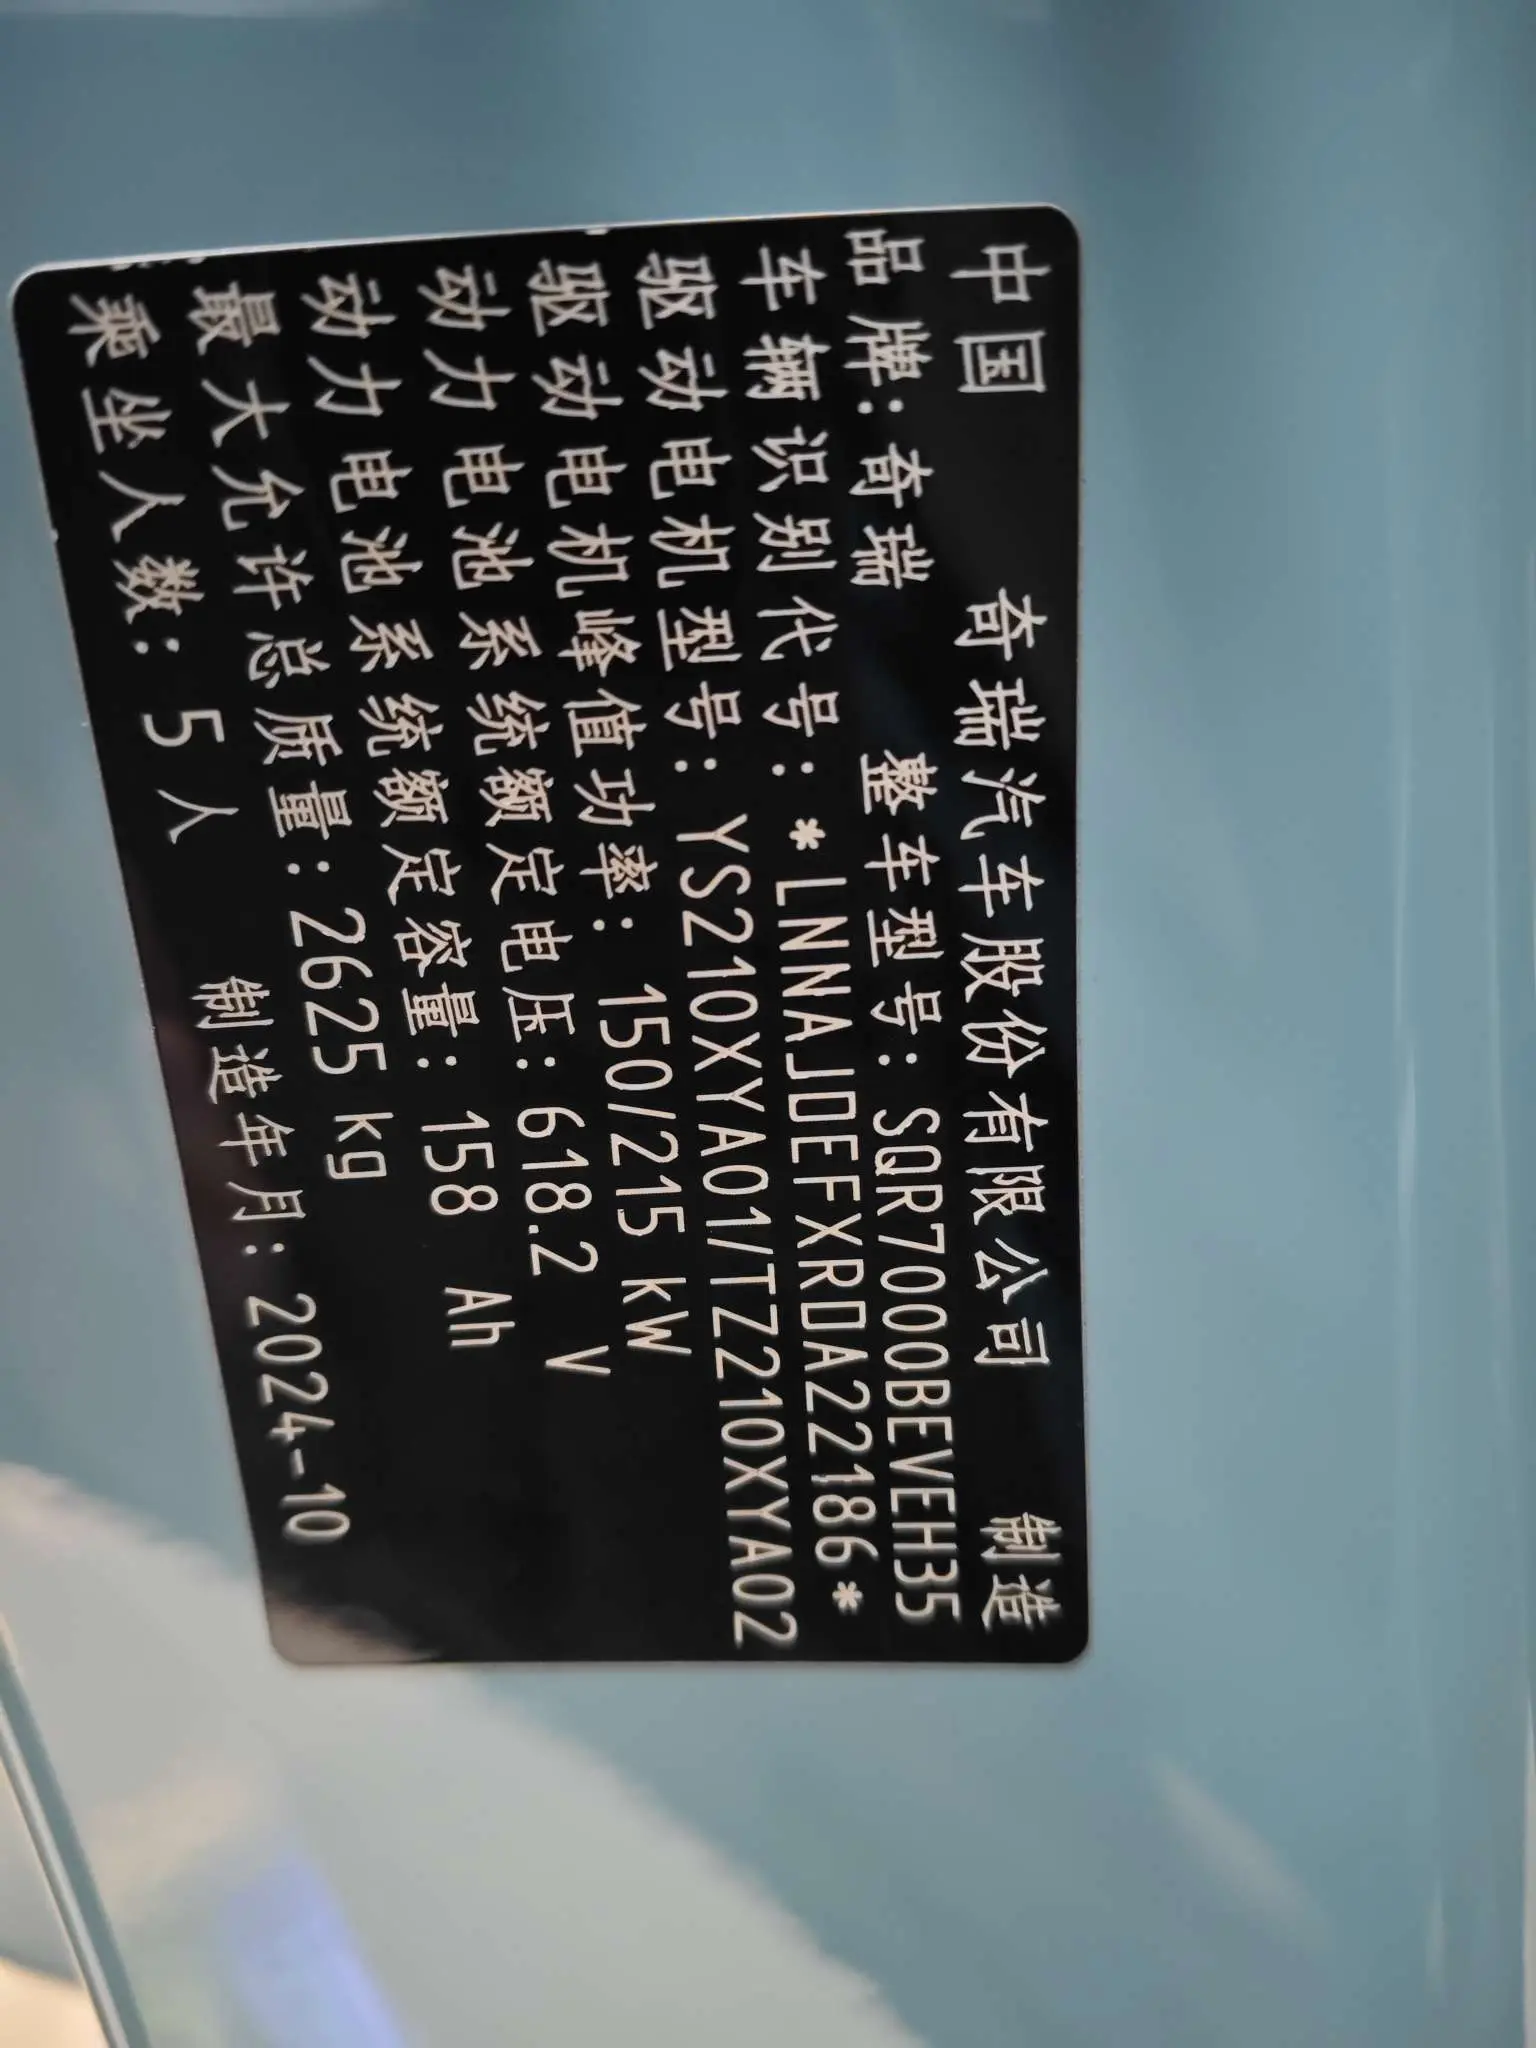 中国 奇瑞汽车股份有限公司 制造
品牌：奇瑞 整车型号：SQR7000BEVEH35
车辆识别代号：*LNNAJDEFXRDA22186*
驱动电机型号：YS210XYA01/TZ210XYA02
驱动电机峰值功率：150/215 kW
动力电池系统额定电压：618.2 V
动力电池系统额定容量：158 Ah
最大允许总质量：2625 kg
乘坐人数：5人 制造年月：2024-10